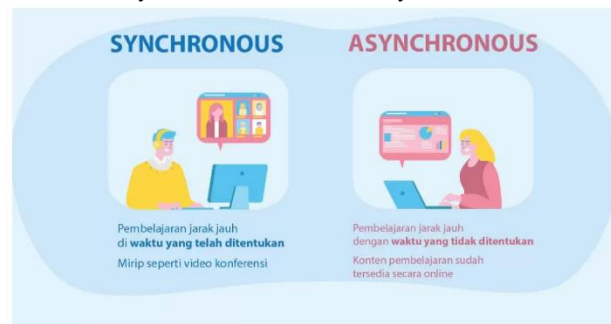 SYNCHRONOUS
Pembelajaran jarak jauh
di waktu yang telah ditentukan
Mirip seperti video konferensi
ASYNCHRONOUS
Pembelajaran jarak jauh
dengan waktu yang tidak ditentukan
Konten pembelajaran sudah
tersedia secara online